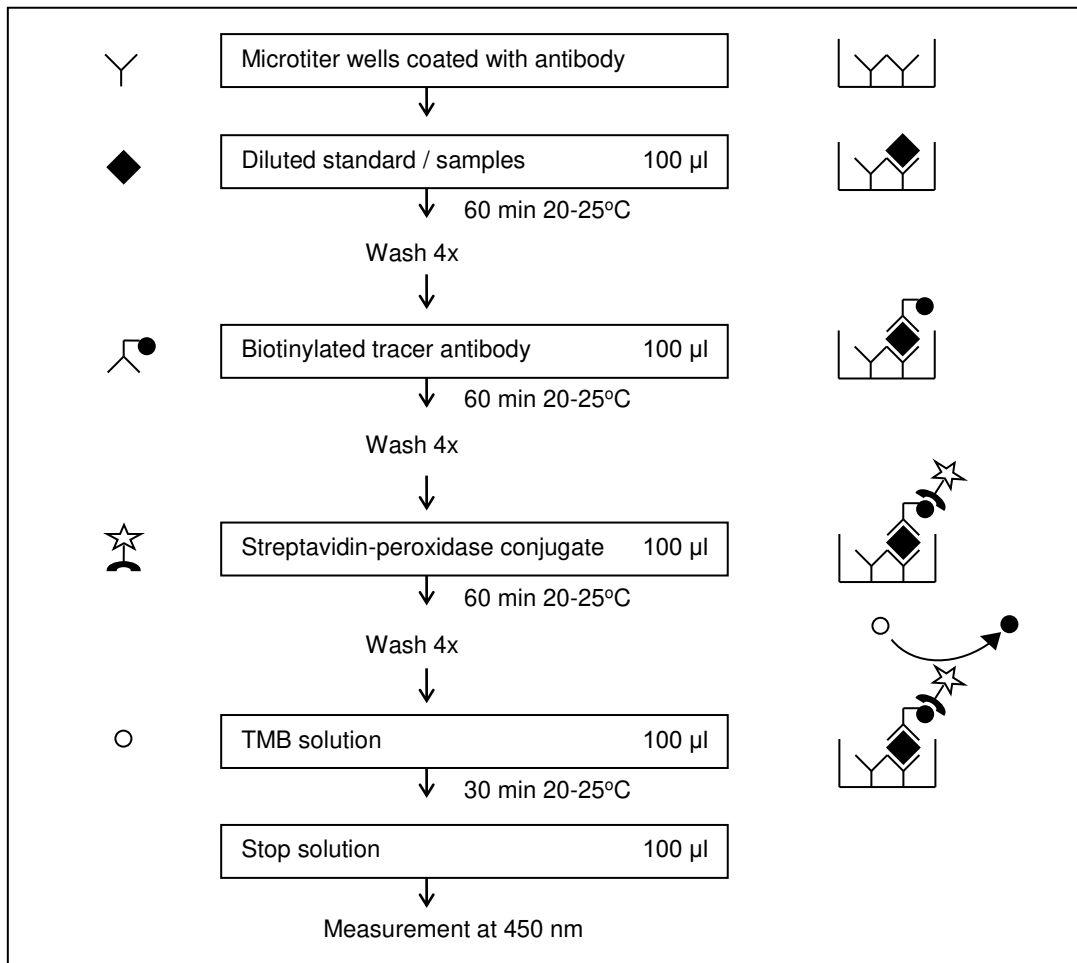 Microtiter wells coated with antibody
Diluted standard / samples 100 µl
60 min 20-25°C
Wash 4x
Biotinylated tracer antibody 100 µl
60 min 20-25°C
Wash 4x
Streptavidin-peroxidase conjugate 100 µl
60 min 20-25°C
Wash 4x
TMB solution 100 µl
30 min 20-25°C
Stop solution 100 µl
Measurement at 450 nm